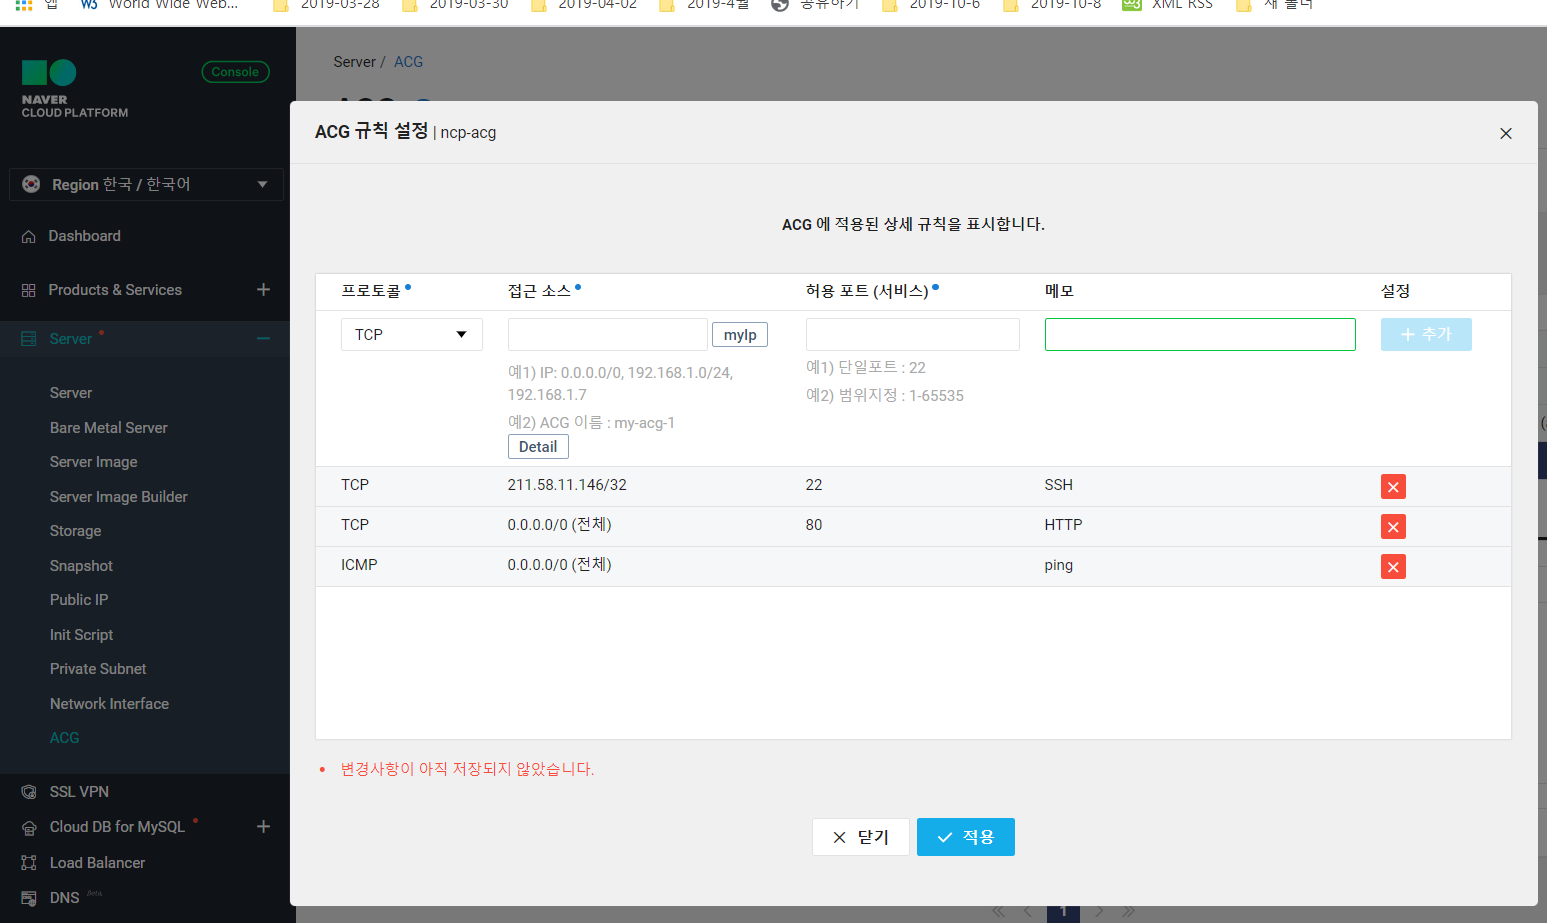 앱 World Wide Web... 2019-03-28 2019-03-30 2019-04-02 2019-4월 공유하기 2019-10-6 2019-10-8 XML RSS 새 폴더
NAVER
CLOUD PLATFORM
Console
Region 한국 / 한국어
Dashboard
Products & Services
Server
Server
Bare Metal Server
Server Image
Server Image Builder
Storage
Snapshot
Public IP
Init Script
Private Subnet
Network Interface
ACG
SSL VPN
Cloud DB for MySQL
Load Balancer
DNS Beta
Server / ACG
ACG 규칙 설정 | ncp-acg
ACG 에 적용된 상세 규칙을 표시합니다.
프로토콜 접근 소스 허용 포트 (서비스) 메모 설정
TCP myIp + 추가
예1) IP: 0.0.0.0/0, 192.168.1.0/24,
192.168.1.7
예2) ACG 이름 : my-acg-1
Detail
예1) 단일포트 : 22
예2) 범위지정 : 1-65535
TCP 211.58.11.146/32 22 SSH
TCP 0.0.0.0/0 (전체) 80 HTTP
ICMP 0.0.0.0/0 (전체) ping
• 변경사항이 아직 저장되지 않았습니다.
닫기 적용
1